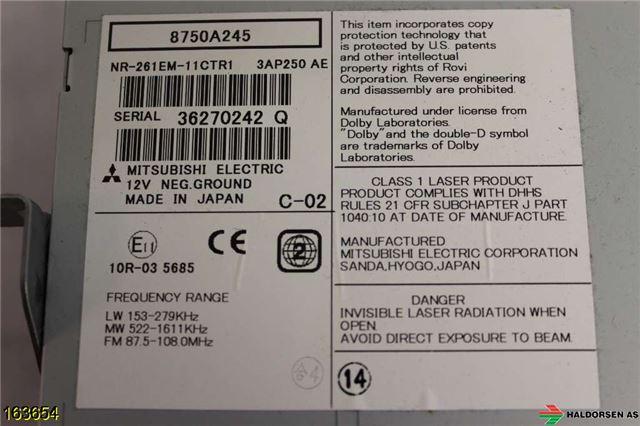 8750A245
NR-261EM-11CTR1 3AP250 AE
SERIAL 36270242 Q
MITSUBISHI ELECTRIC
12V NEG.GROUND
MADE IN JAPAN C-02
E11
CE
2
10R-03 5685
FREQUENCY RANGE
LW 153-279KHz
MW 522-1611KHz
FM 87.5-108.0MHz
This item incorporates copy
protection technology that
is protected by U.S. patents
and other intellectual
property rights of Rovi
Corporation. Reverse engineering
and disassembly are prohibited.
Manufactured under license from
Dolby Laboratories.
"Dolby"and the double-D symbol
are trademarks of Dolby
Laboratories.
CLASS 1 LASER PRODUCT
PRODUCT COMPLIES WITH DHHS
RULES 21 CFR SUBCHAPTER J PART
1040.10 AT DATE OF MANUFACTURE.
MANUFACTURED
MITSUBISHI ELECTRIC CORPORATION
SANDA,HYOGO,JAPAN
DANGER
INVISIBLE LASER RADIATION WHEN
OPEN.
AVOID DIRECT EXPOSURE TO BEAM.
14
163654
HALDORSEN AS